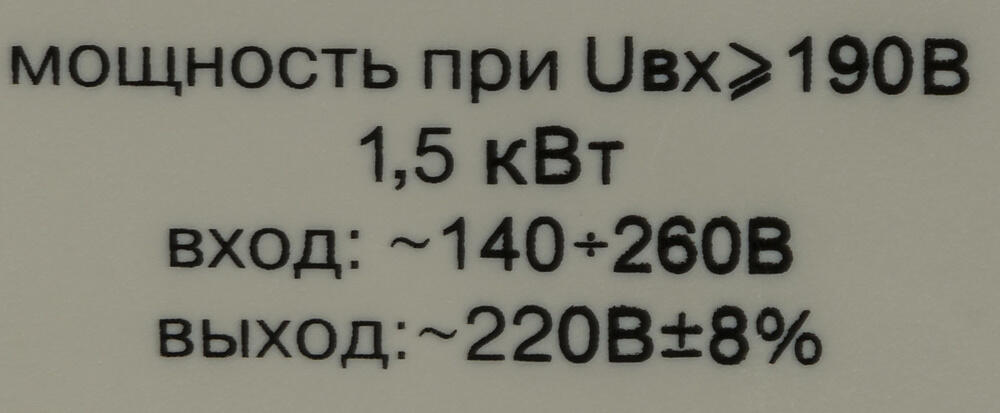 мощность при Uвх⩾190В
1,5 кВт
вход: ~140÷260В
выход:~220В±8%